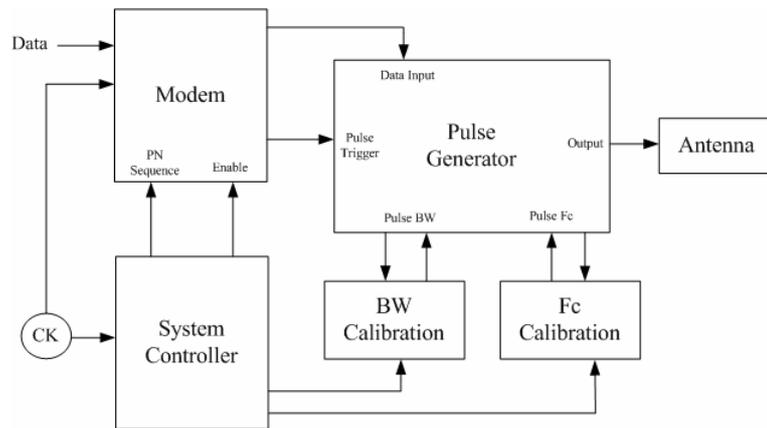 Data
Modem
PN
Sequence
Enable
Data Input
Pulse
Trigger
Pulse
Generator
Output
Pulse BW
Pulse Fc
Antenna
CK
System
Controller
BW
Calibration
Fc
Calibration